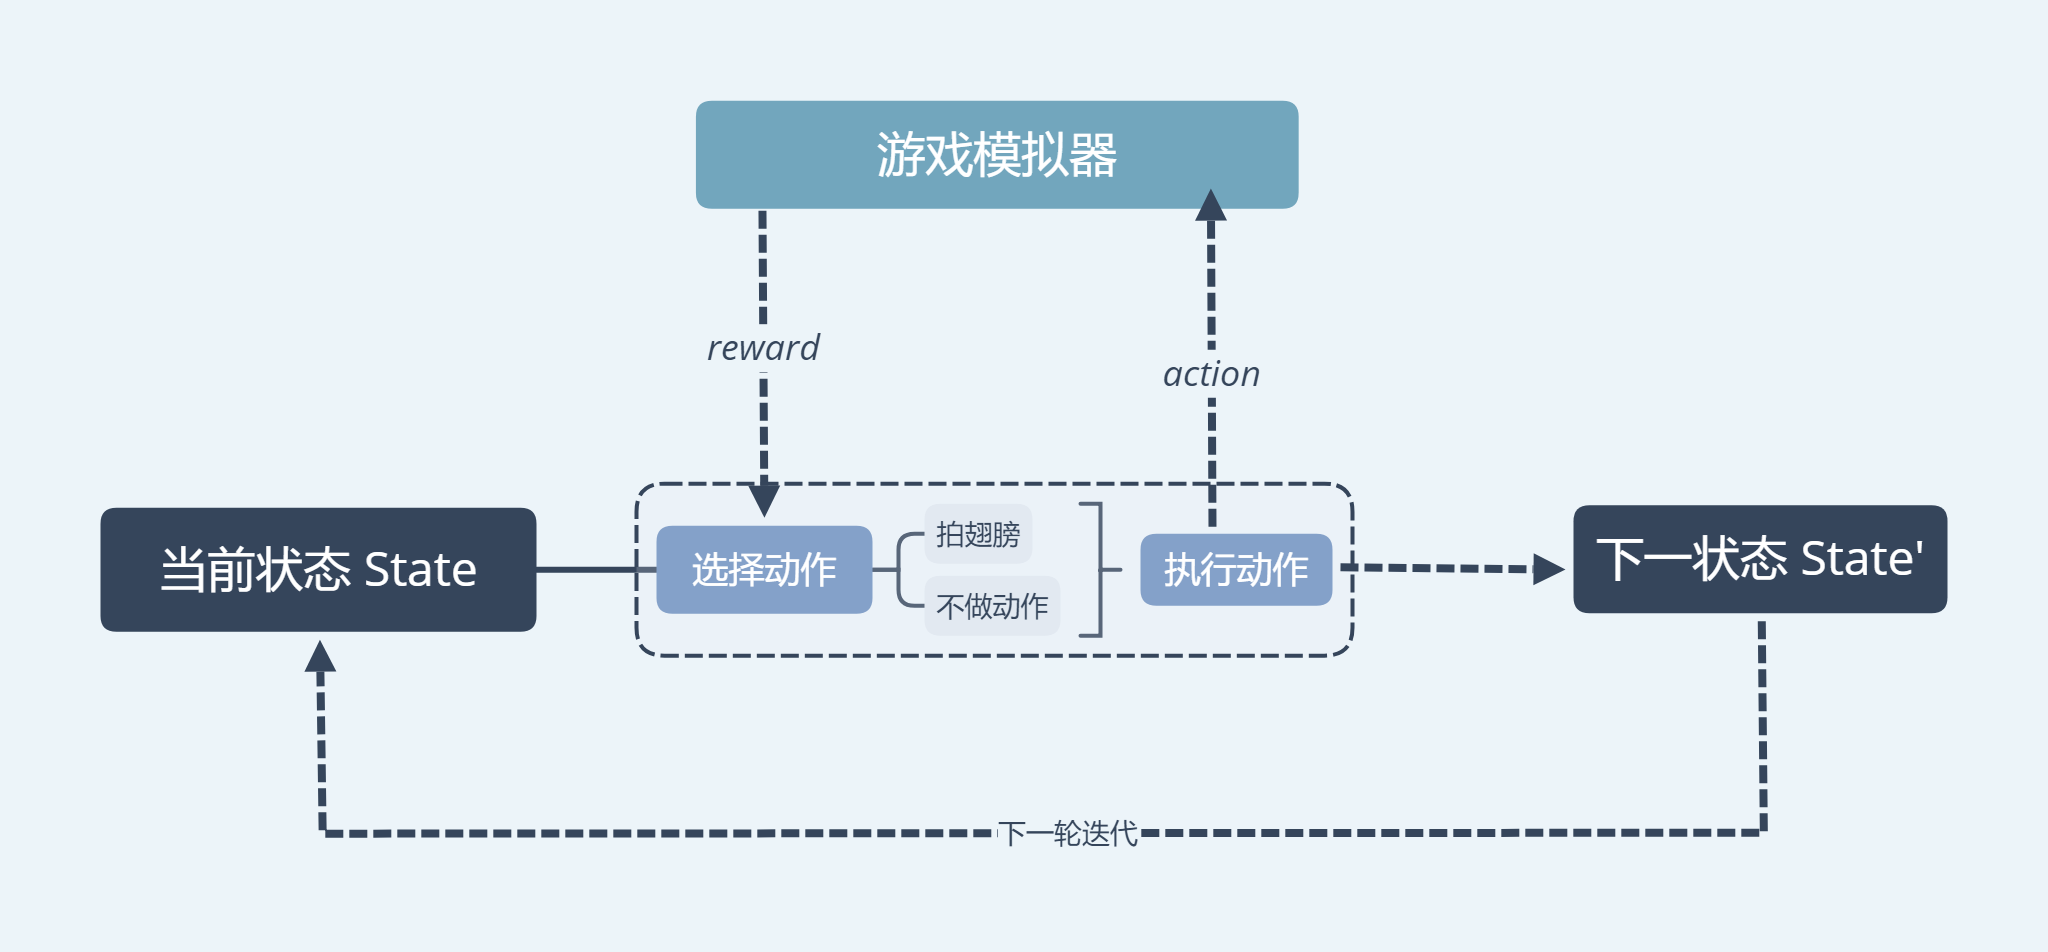 游戏模拟器
reward
action
当前状态 State
选择动作
拍翅膀
不做动作
执行动作
下一状态 State'
下一轮迭代